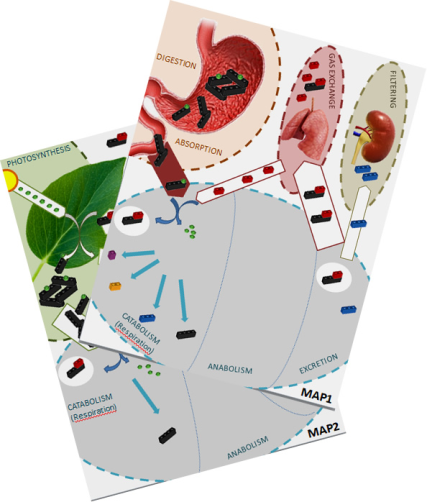 DIGESTION
GAS EXCHANGE
FILTERING
ABSORPTION
PHOTOSYNTHESIS
CATABOLISM
(Respiration)
ANABOLISM
EXCRETION
MAP1
CATABOLISM
(Respiration)
ANABOLISM
MAP2